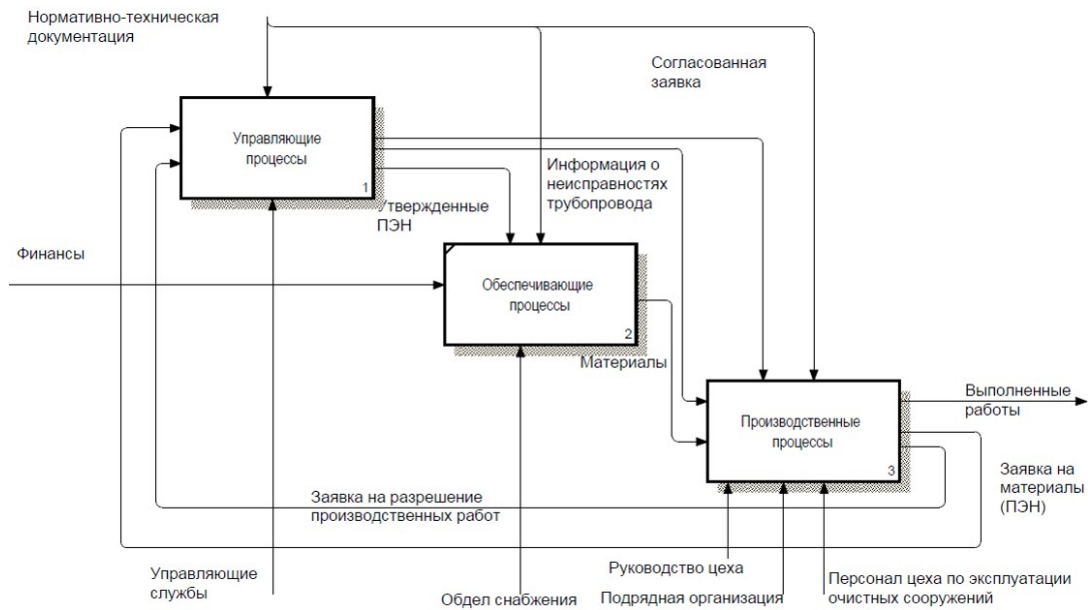 Нормативно-техническая
документация
Согласованная
заявка
Управляющие
процессы
1
Информация о
неисправностях
трубопровода
Утвержденные
ПЭН
Финансы
Обеспечивающие
процессы
2
Материалы
Выполненные
работы
Производственные
процессы
3
Заявка на
материалы
(ПЭН)
Заявка на разрешение
производственных работ
Управляющие
службы
Обдел снабжения
Руководство цеха
Подрядная организация
Персонал цеха по эксплуатации
очистных сооружений